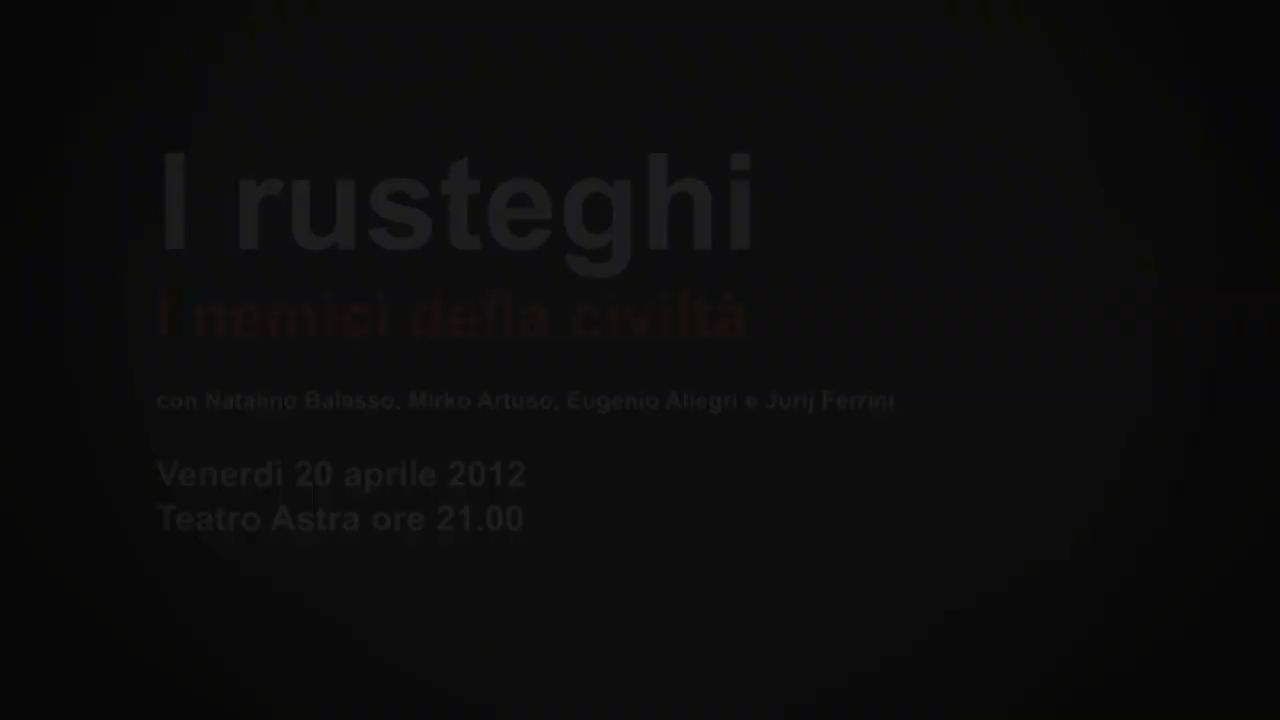 I rusteghi
I nemici della civiltà
con Natalino Balasso, Mirko Artuso, Eugenio Allegri e Jurij Ferrini
Venerdì 20 aprile 2012
Teatro Astra ore 21.00